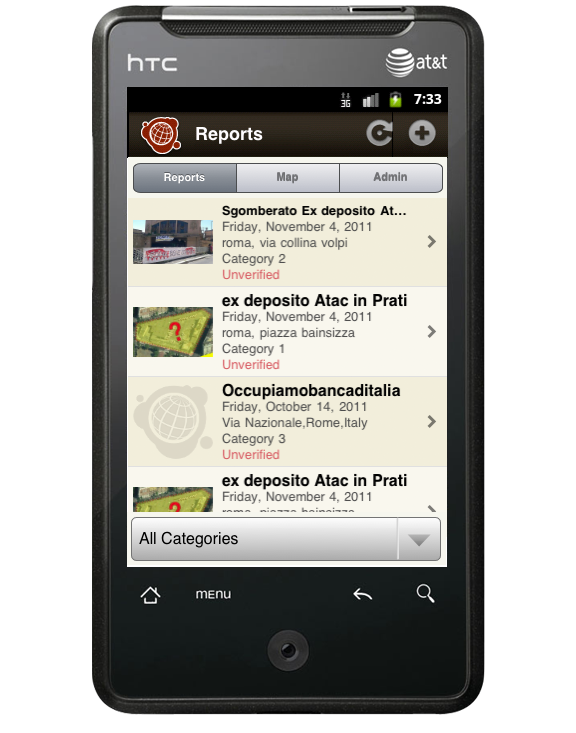 hTC
at&t
3G
7:33
Reports
Reports
Map
Admin
Sgomberato Ex deposito At...
Friday, November 4, 2011
roma, via collina volpi
Category 2
Unverified
ex deposito Atac in Prati
Friday, November 4, 2011
roma, piazza bainsizza
Category 1
Unverified
?
Occupiamobancaditalia
Friday, October 14, 2011
Via Nazionale,Rome,Italy
Category 3
Unverified
ex deposito Atac in Prati
Friday, November 4, 2011
roma, piazza bainsizza
All Categories
menu